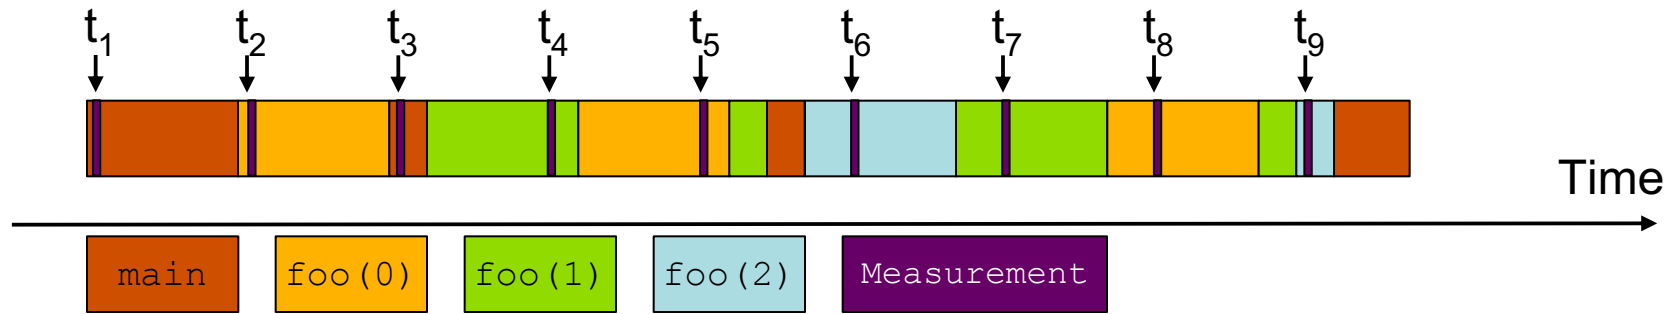 t1 t2 t3 t4 t5 t6 t7 t8 t9
Time
main foo(0) foo(1) foo(2) Measurement